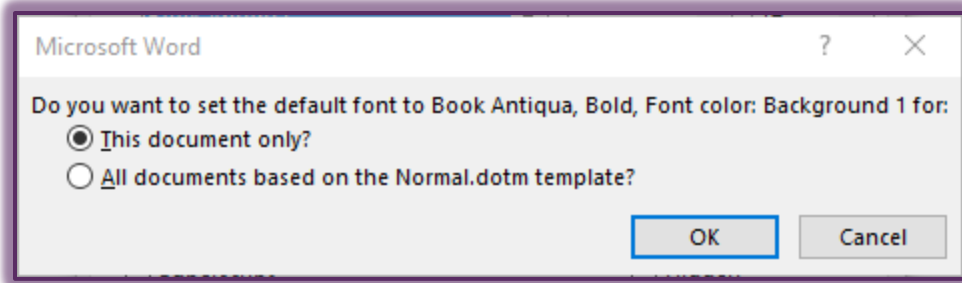 Microsoft Word
?
Do you want to set the default font to Book Antiqua, Bold, Font color: Background 1 for:
This document only?
All documents based on the Normal.dotm template?
OK Cancel